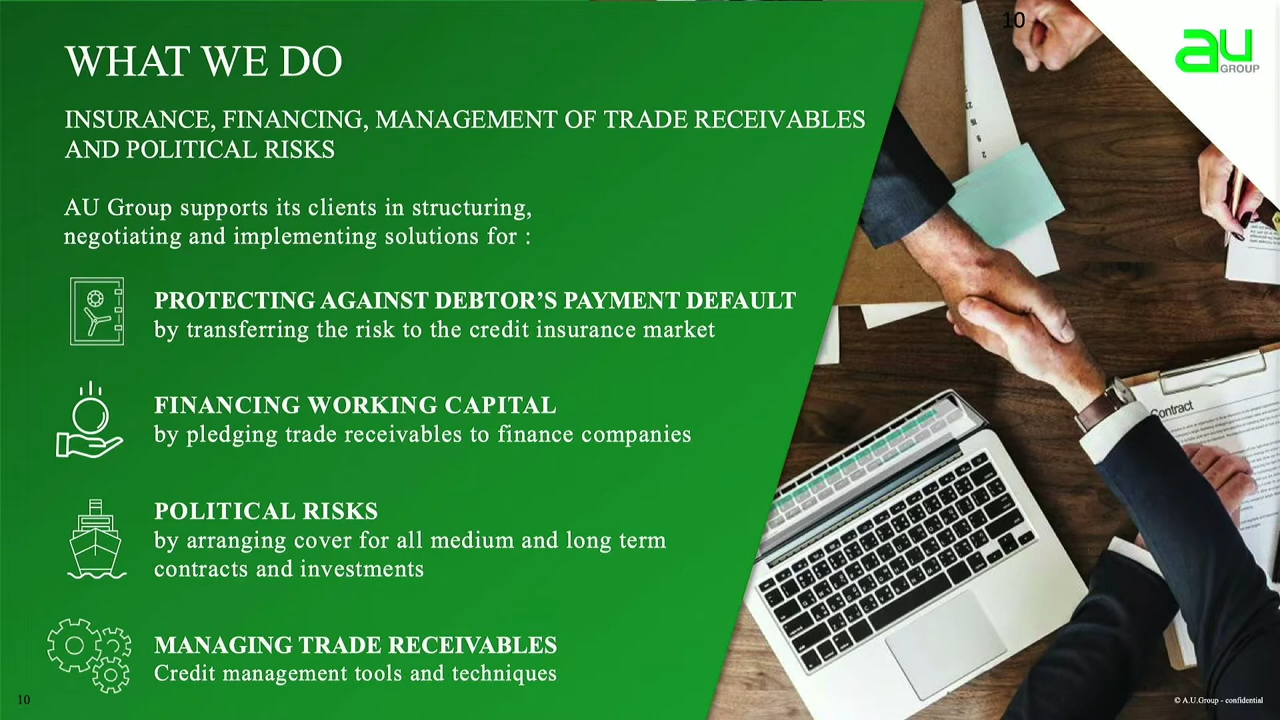 10
au
GROUP
WHAT WE DO
INSURANCE, FINANCING, MANAGEMENT OF TRADE RECEIVABLES
AND POLITICAL RISKS
AU Group supports its clients in structuring,
negotiating and implementing solutions for :
PROTECTING AGAINST DEBTOR’S PAYMENT DEFAULT
by transferring the risk to the credit insurance market
FINANCING WORKING CAPITAL
by pledging trade receivables to finance companies
POLITICAL RISKS
by arranging cover for all medium and long term
contracts and investments
MANAGING TRADE RECEIVABLES
Credit management tools and techniques
Contract
10
© A.U.Group - confidential